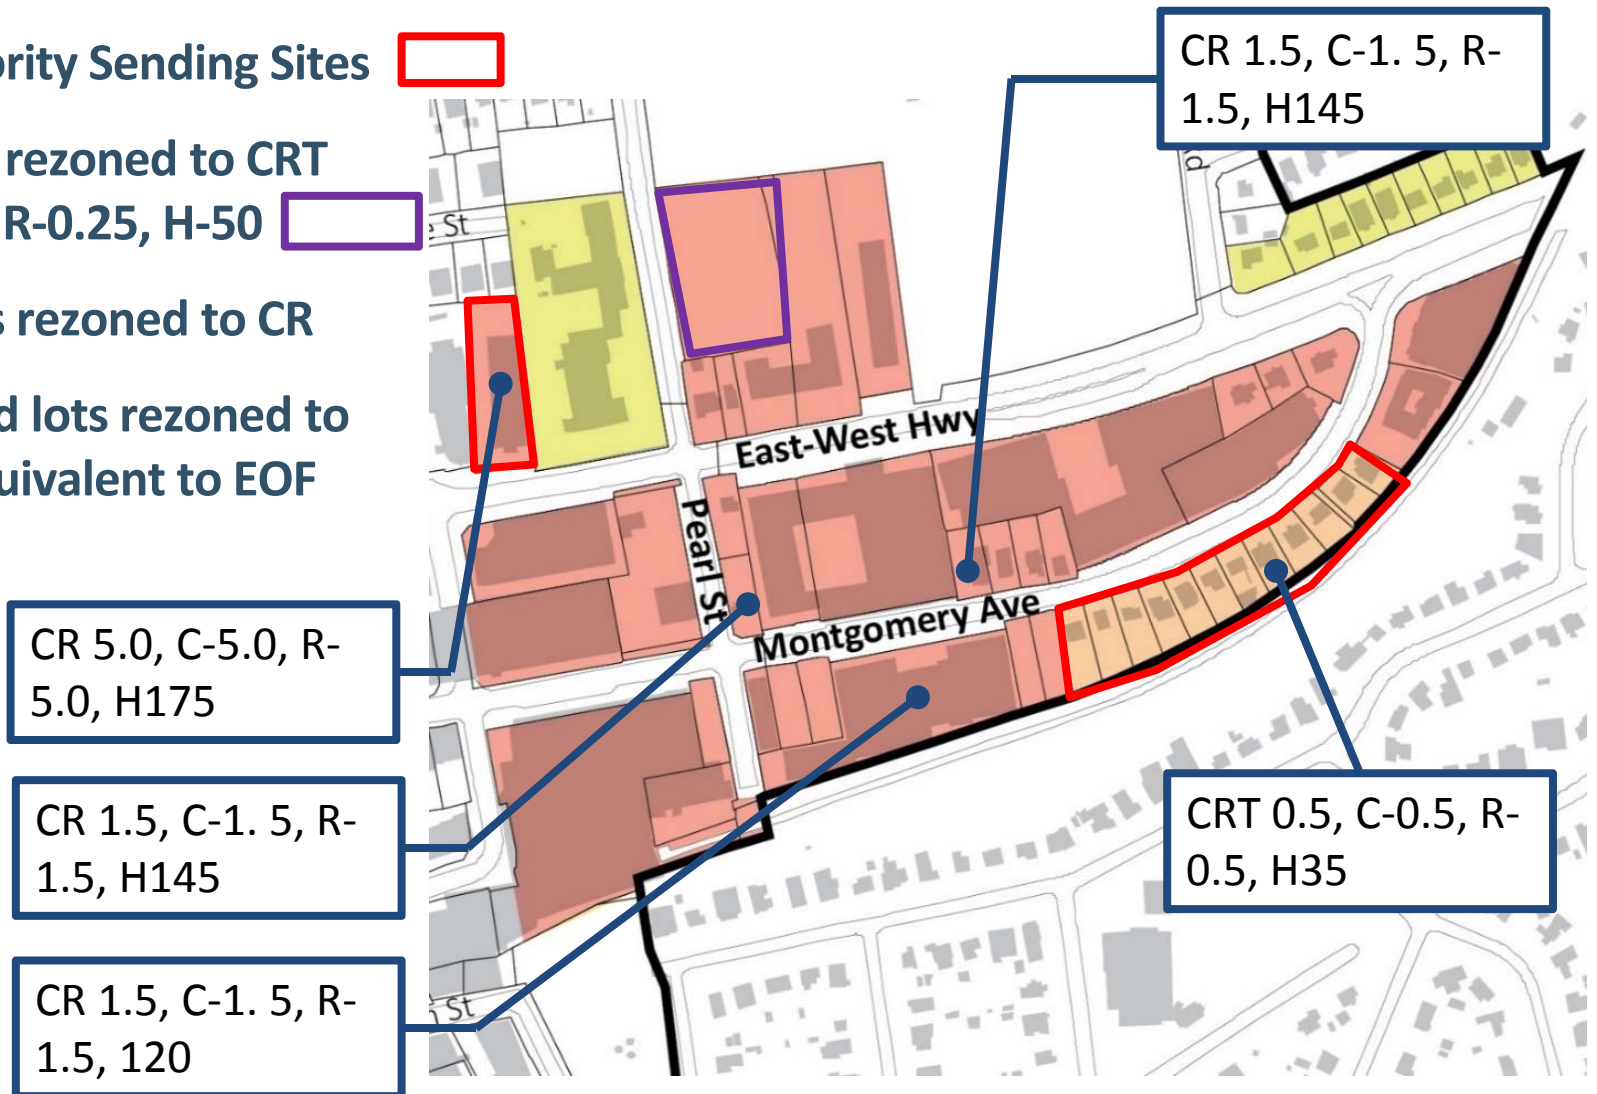 Sending Sites
rezoned to CRT
R-0.25, H-50
rezoned to CR
lots rezoned to
to EOF
CR 1.5, C-1. 5, R-
1.5, H145
St
East-West Hwy
Pearl St
Montgomery Ave
CR 5.0, C-5.0, R-
5.0, H175
CR 1.5, C-1. 5, R-
1.5, H145
CRT 0.5, C-0.5, R-
0.5, H35
CR 1.5, C-1. 5, R-
1.5, 120
St